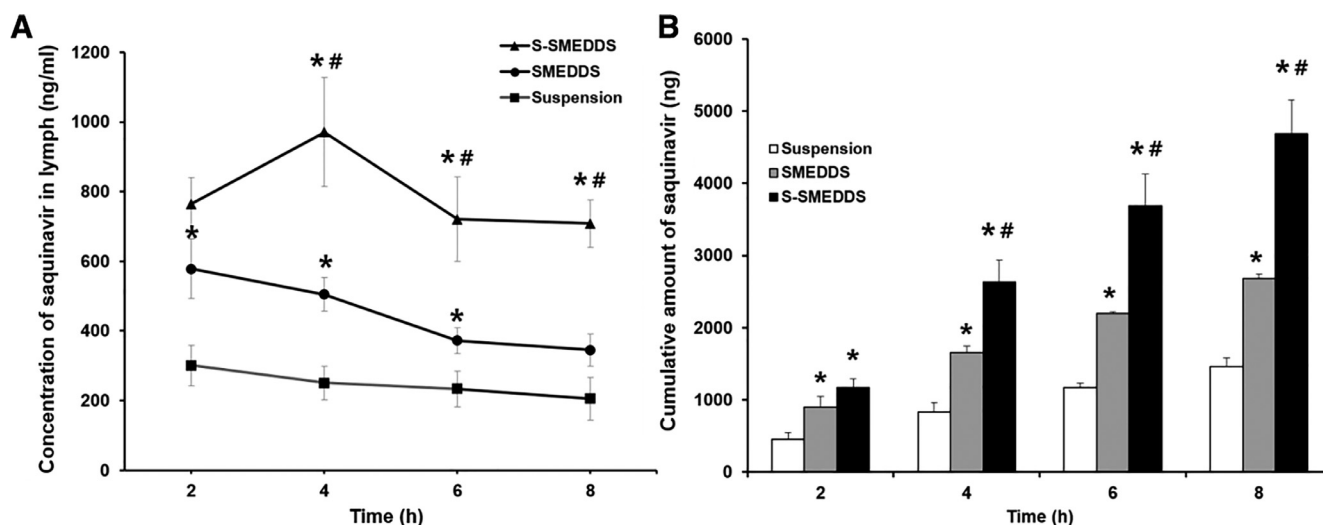 A
Concentration of saquinavir in lymph (ng/ml)
1200
1000
800
600
400
200
0
S-SMEDDS
SMEDDS
Suspension
* #
* #
* #
*
*
*
2 4 6 8
Time (h)
B
Cumulative amount of saquinavir (ng)
6000
5000
4000
3000
2000
1000
0
Suspension
SMEDDS
S-SMEDDS
* *
* * #
* * #
* * #
2 4 6 8
Time (h)